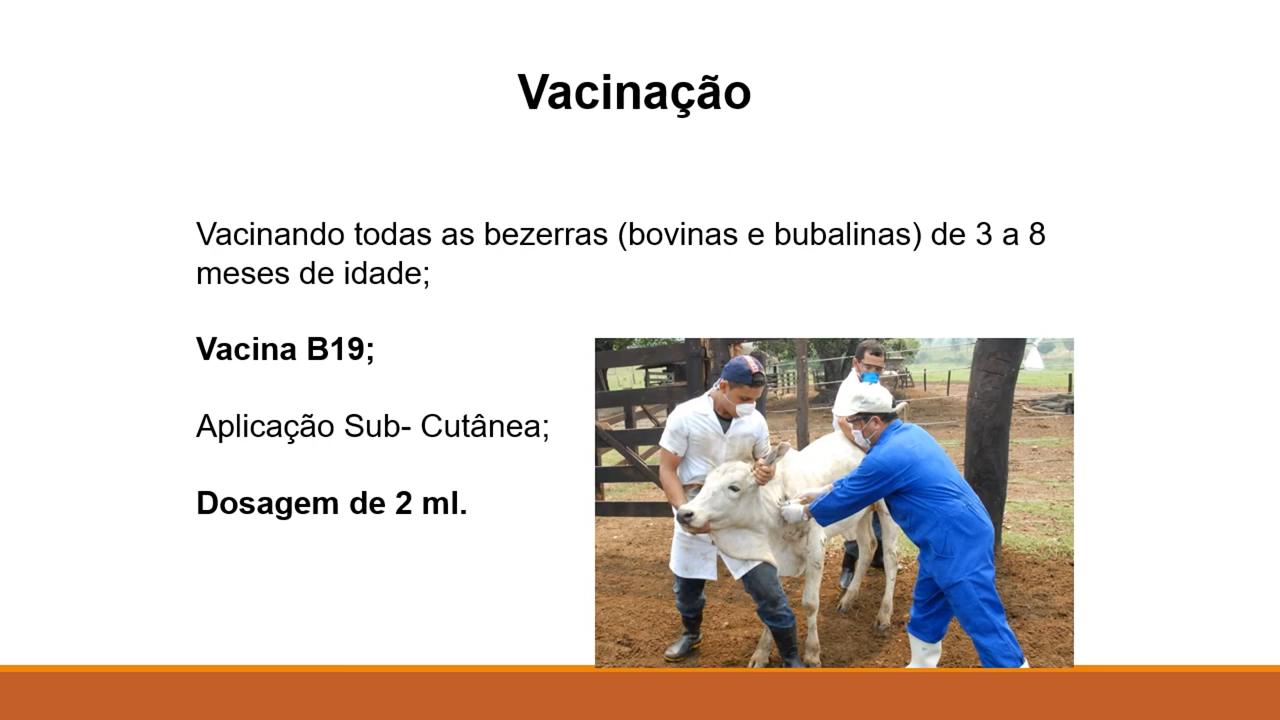 Vacinação
Vacinando todas as bezerras (bovinas e bubalinas) de 3 a 8
meses de idade;
Vacina B19;
Aplicação Sub- Cutânea;
Dosagem de 2 ml.